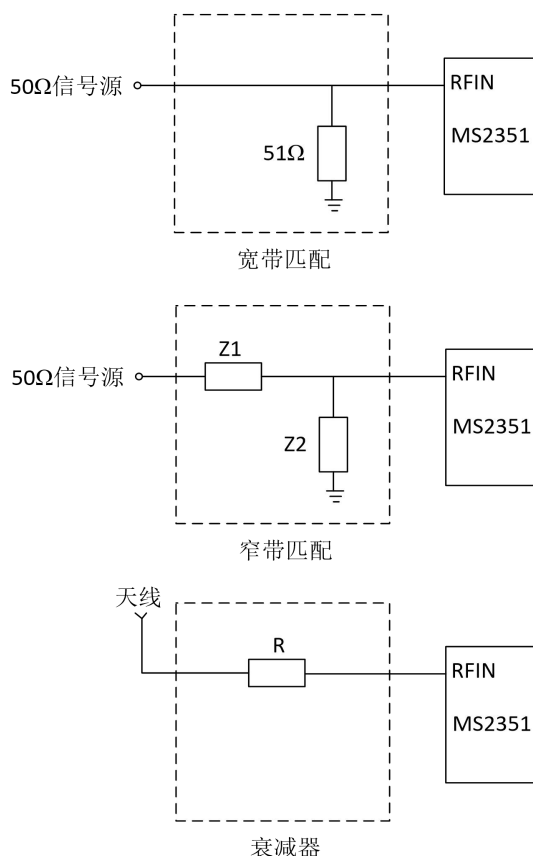 50Ω信号源
RFIN
MS2351
51Ω
宽带匹配
Z1
50Ω信号源
RFIN
MS2351
Z2
窄带匹配
天线
R
RFIN
MS2351
衰减器